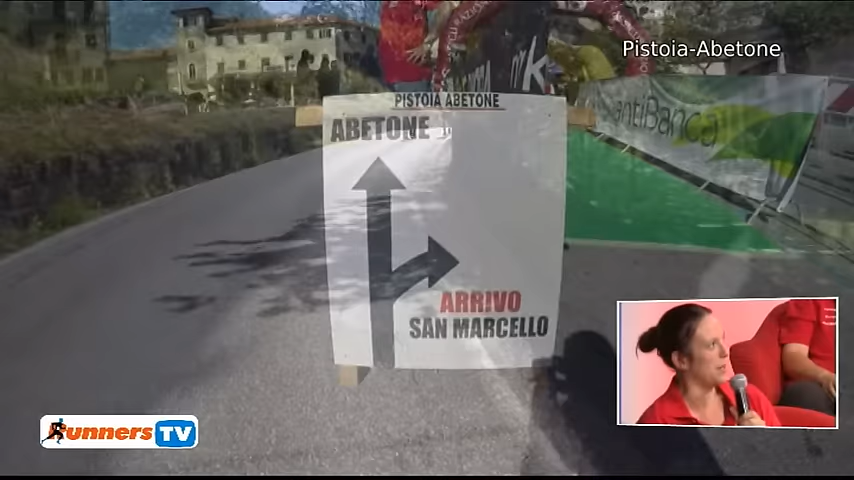 Pistoia-Abetone
PISTOIA ABETONE
ABETONE
ARRIVO
SAN MARCELLO
antiBanca
Runners TV